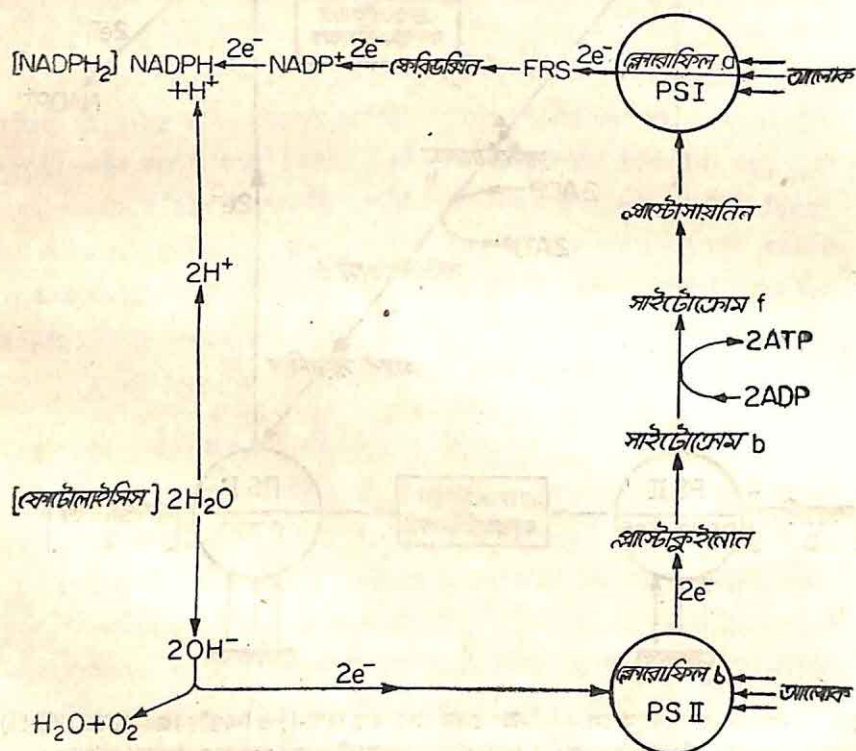 ক্লোরোফিল a
[NADPH₂] NADPH 2e⁻ NADP⁺ 2e⁻ ফেরিডক্সিন FRS 2e⁻ PSI আলোক
+H⁺
প্লাস্টোসায়নিন
2H⁺
সাইটোক্রোম f
2ATP
2ADP
সাইটোক্রোম b
[ফোটোলাইসিস] 2H₂O
প্লাস্টোকুইনোন
2e⁻
2OH⁻
2e⁻
ক্লোরোফিল b
PS II আলোক
H₂O+O₂